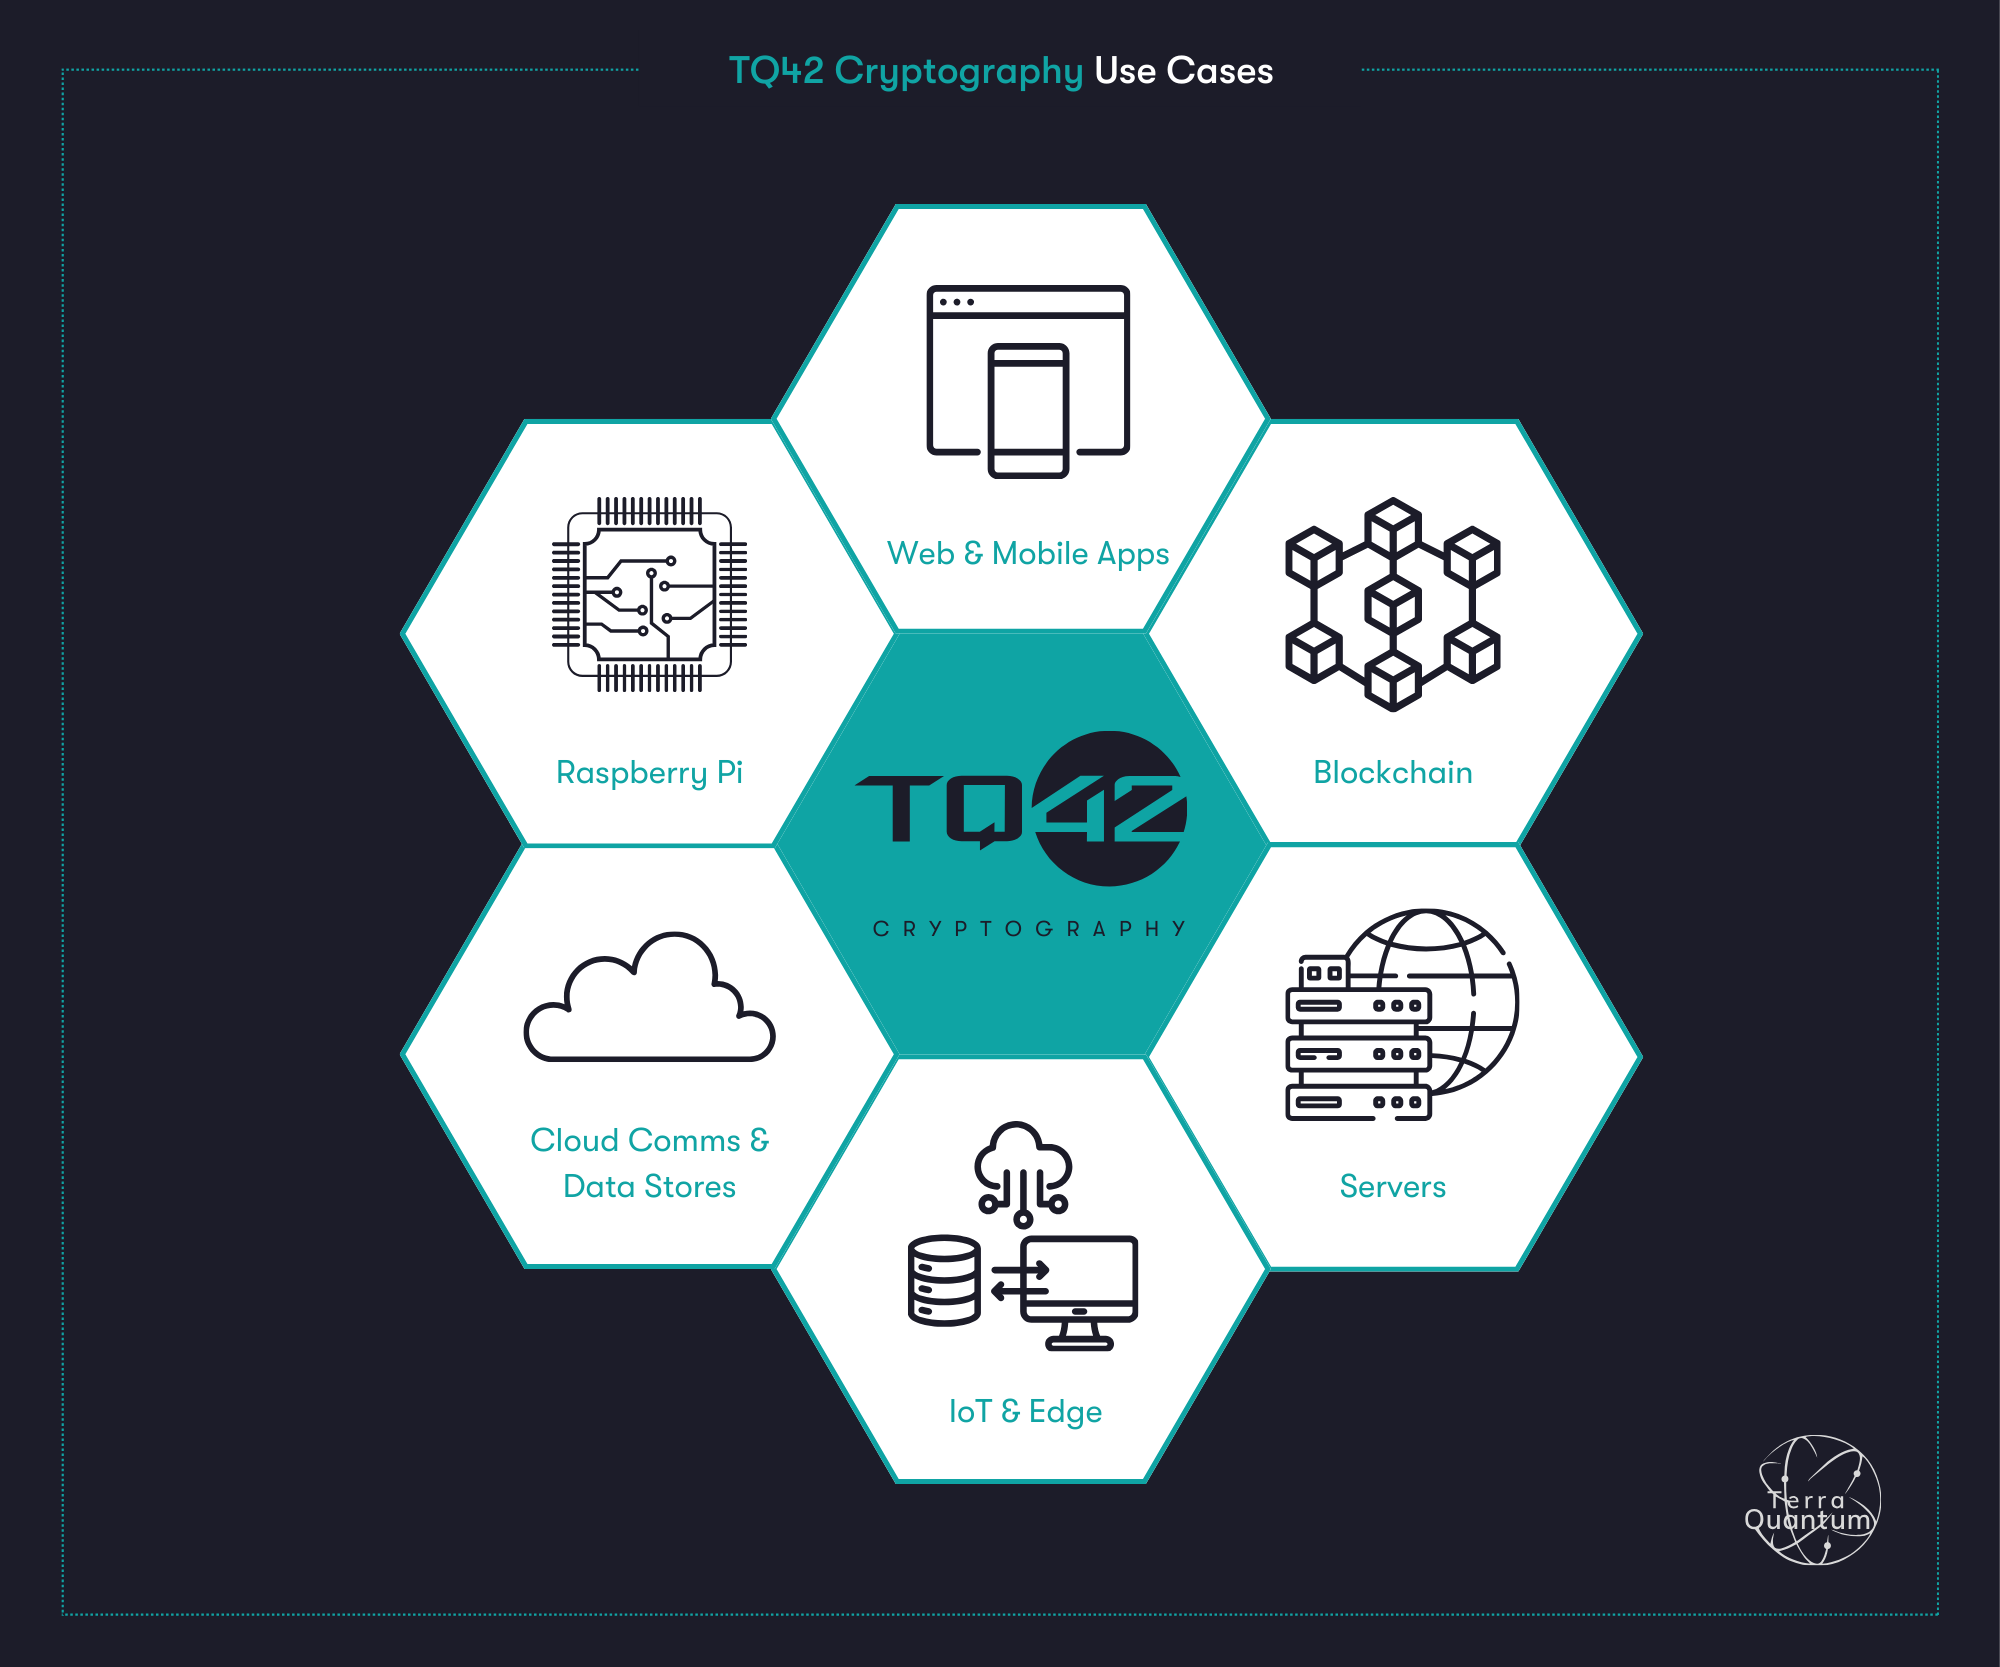 TQ42 Cryptography Use Cases
Web & Mobile Apps
Raspberry Pi
Blockchain
TQ42
CRYPTOGRAPHY
Cloud Comms &
Data Stores
Servers
IoT & Edge
Terra
Quantum